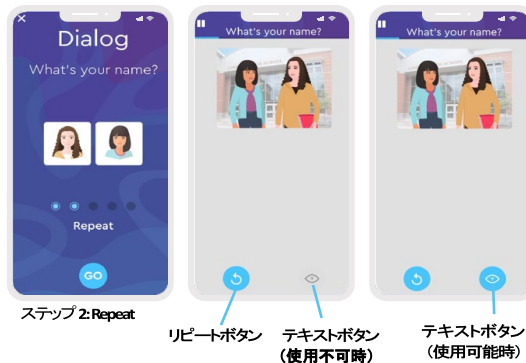 Dialog
What's your name?
Repeat
GO
ステップ 2: Repeat
What's your name?
リピートボタン
テキストボタン
(使用不可時)
What's your name?
テキストボタン
（使用可能時）